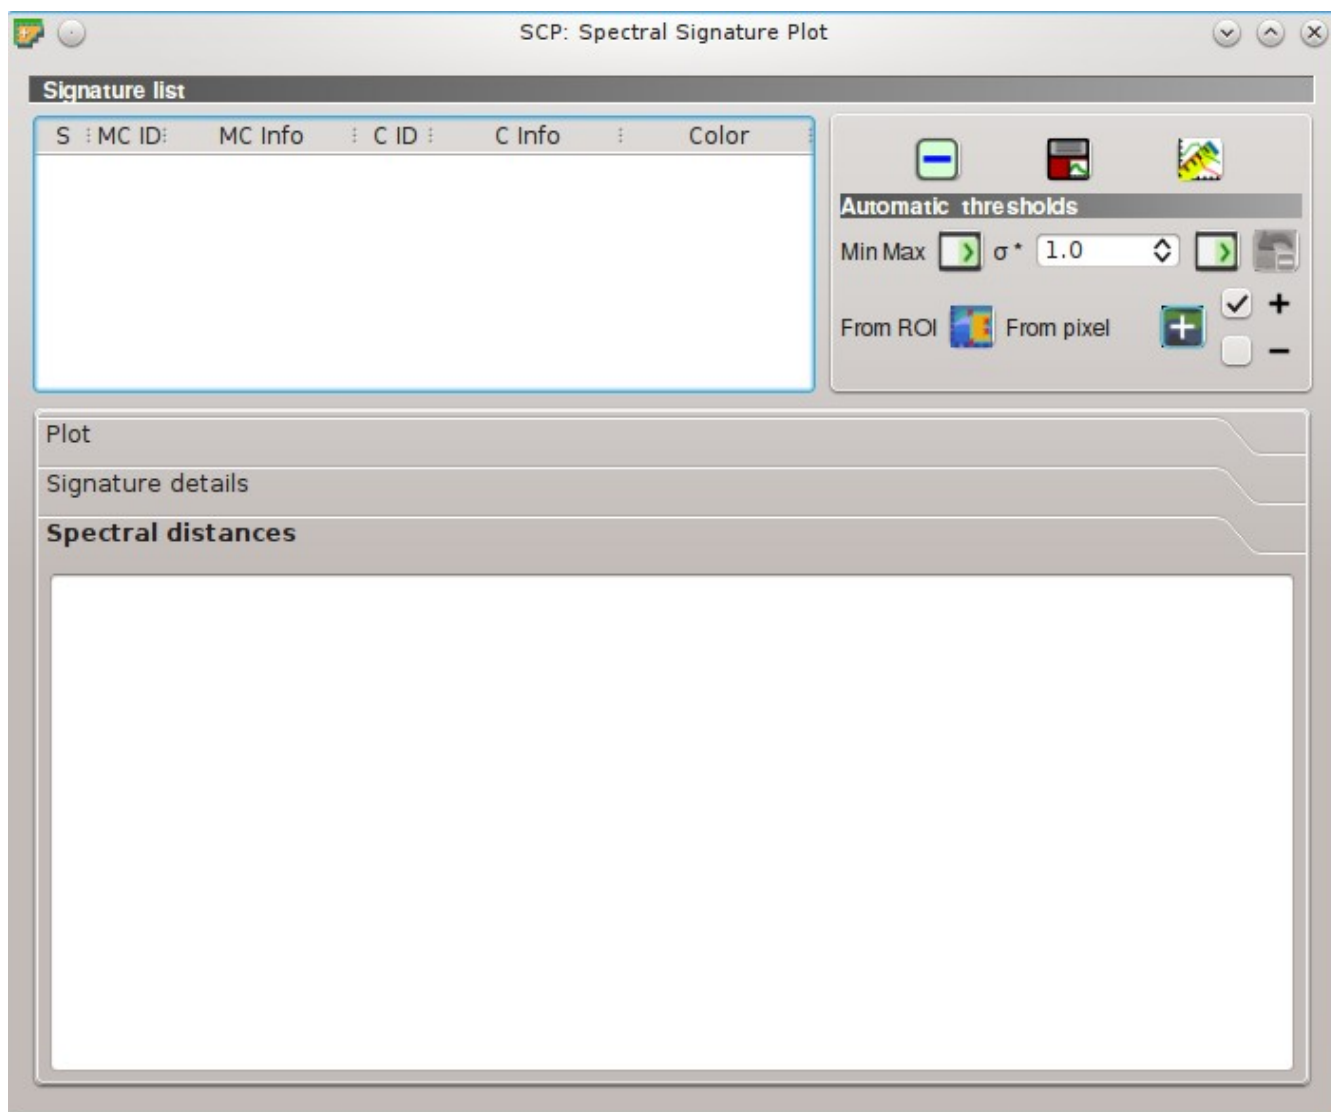 SCP: Spectral Signature Plot
Signature list
S MC ID MC Info C ID C Info Color
Automatic thresholds
Min Max σ * 1.0
From ROI From pixel +
−
Plot
Signature details
Spectral distances